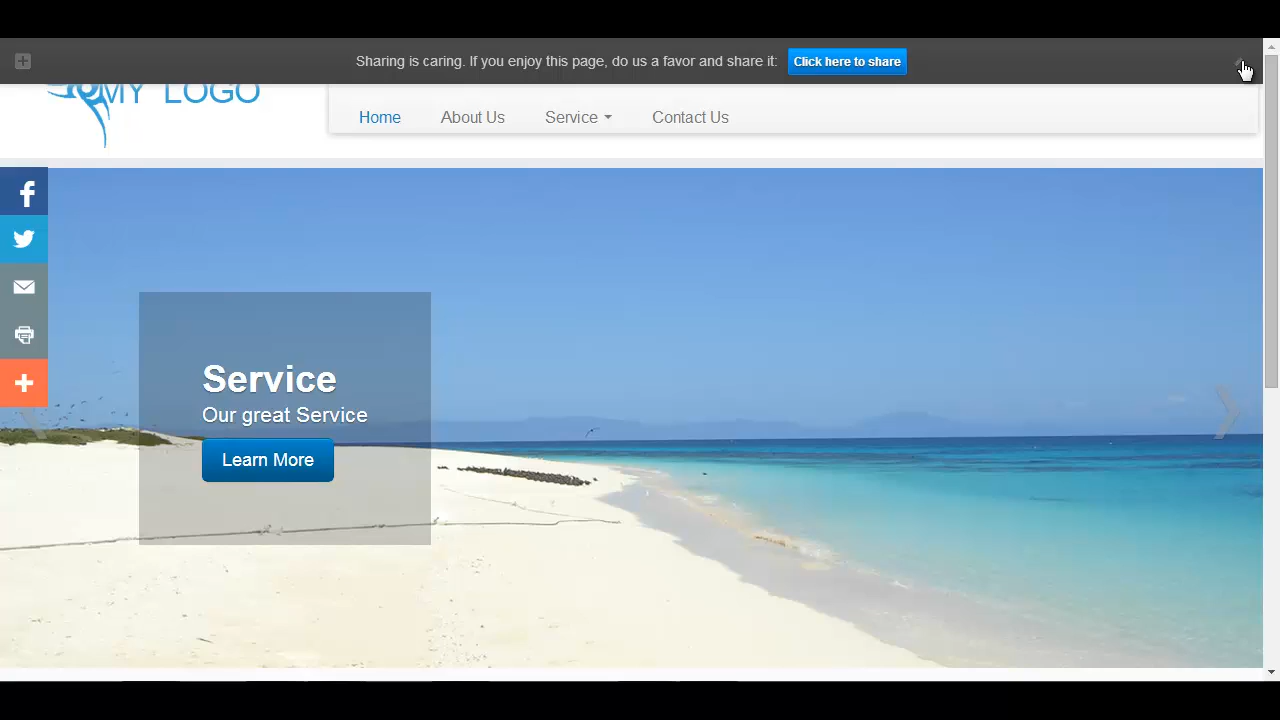 Sharing is caring. If you enjoy this page, do us a favor and share it: Click here to share
MY LOGO
Home About Us Service Contact Us
Service
Our great Service
Learn More